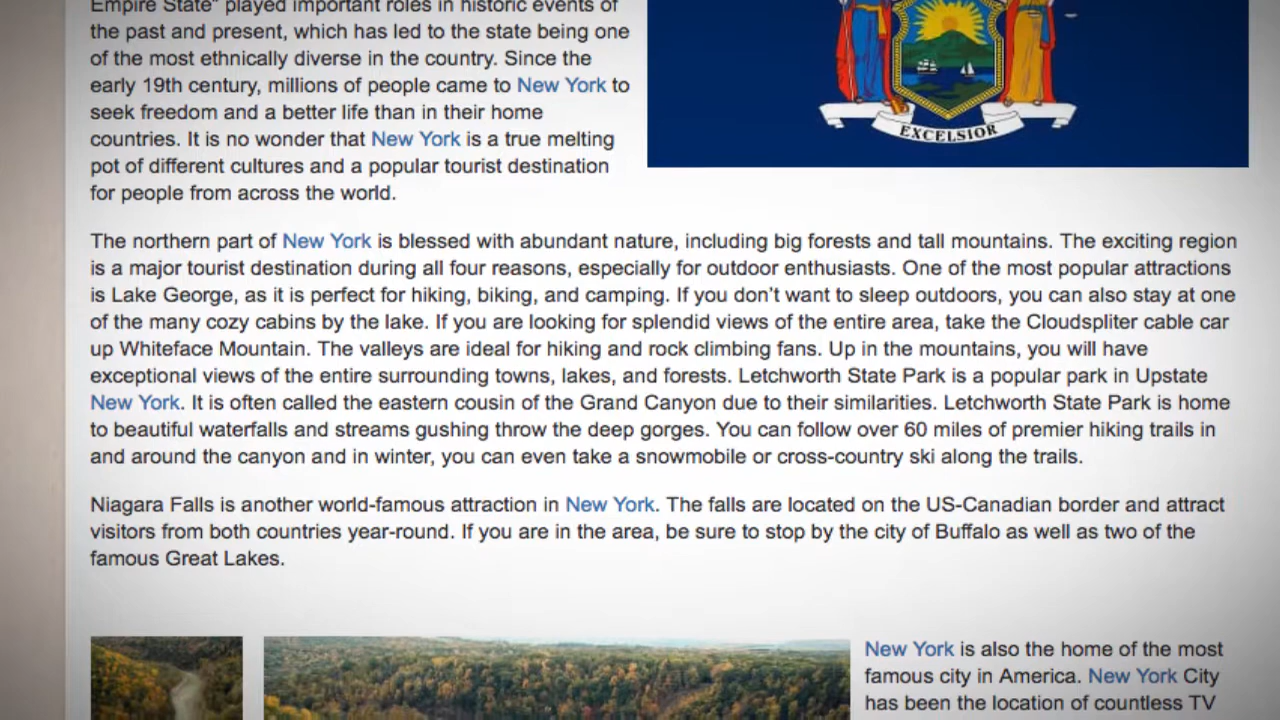 Empire State" played important roles in historic events of
the past and present, which has led to the state being one
of the most ethnically diverse in the country. Since the
early 19th century, millions of people came to New York to
seek freedom and a better life than in their home
countries. It is no wonder that New York is a true melting
pot of different cultures and a popular tourist destination
for people from across the world.
EXCELSIOR
The northern part of New York is blessed with abundant nature, including big forests and tall mountains. The exciting region
is a major tourist destination during all four reasons, especially for outdoor enthusiasts. One of the most popular attractions
is Lake George, as it is perfect for hiking, biking, and camping. If you don’t want to sleep outdoors, you can also stay at one
of the many cozy cabins by the lake. If you are looking for splendid views of the entire area, take the Cloudspliter cable car
up Whiteface Mountain. The valleys are ideal for hiking and rock climbing fans. Up in the mountains, you will have
exceptional views of the entire surrounding towns, lakes, and forests. Letchworth State Park is a popular park in Upstate
New York. It is often called the eastern cousin of the Grand Canyon due to their similarities. Letchworth State Park is home
to beautiful waterfalls and streams gushing throw the deep gorges. You can follow over 60 miles of premier hiking trails in
and around the canyon and in winter, you can even take a snowmobile or cross-country ski along the trails.
Niagara Falls is another world-famous attraction in New York. The falls are located on the US-Canadian border and attract
visitors from both countries year-round. If you are in the area, be sure to stop by the city of Buffalo as well as two of the
famous Great Lakes.
New York is also the home of the most
famous city in America. New York City
has been the location of countless TV